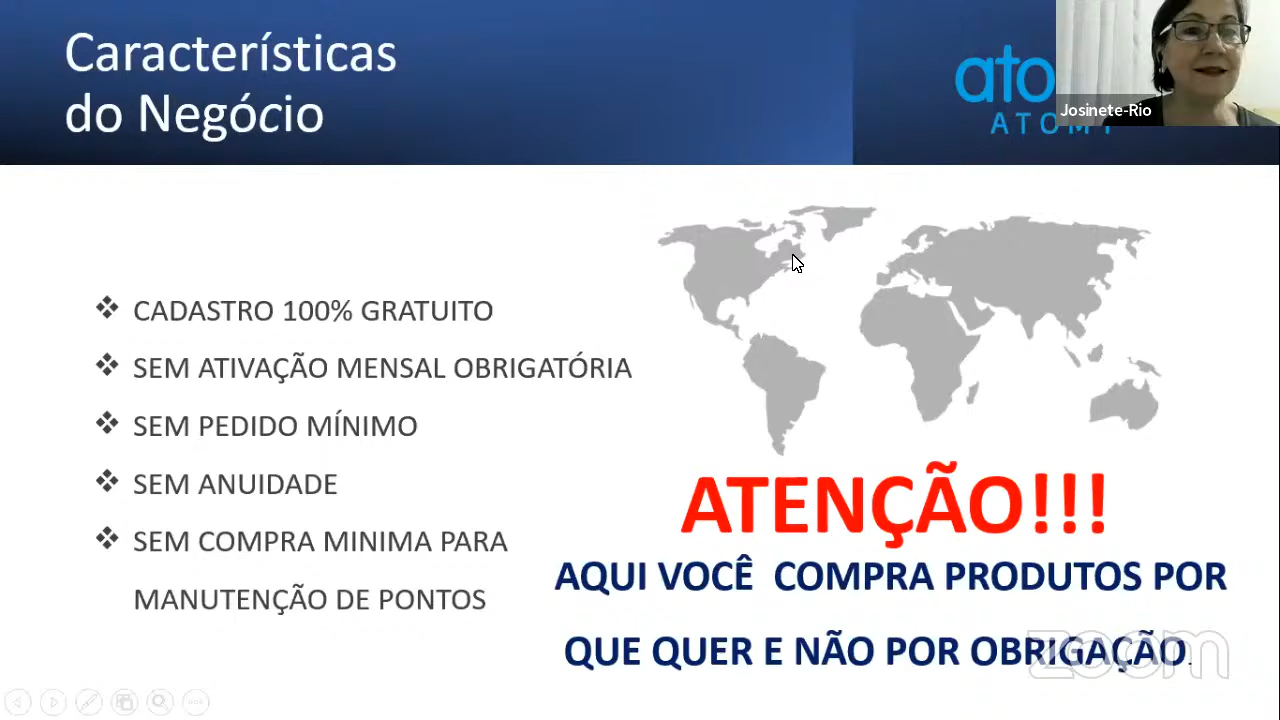 Características
do Negócio
ato
ATOM
Josinete-Rio
CADASTRO 100% GRATUITO
SEM ATIVAÇÃO MENSAL OBRIGATÓRIA
SEM PEDIDO MÍNIMO
SEM ANUIDADE
SEM COMPRA MINIMA PARA
MANUTENÇÃO DE PONTOS
ATENÇÃO!!!
AQUI VOCÊ COMPRA PRODUTOS POR
QUE QUER E NÃO POR OBRIGAÇÃO.
zoom